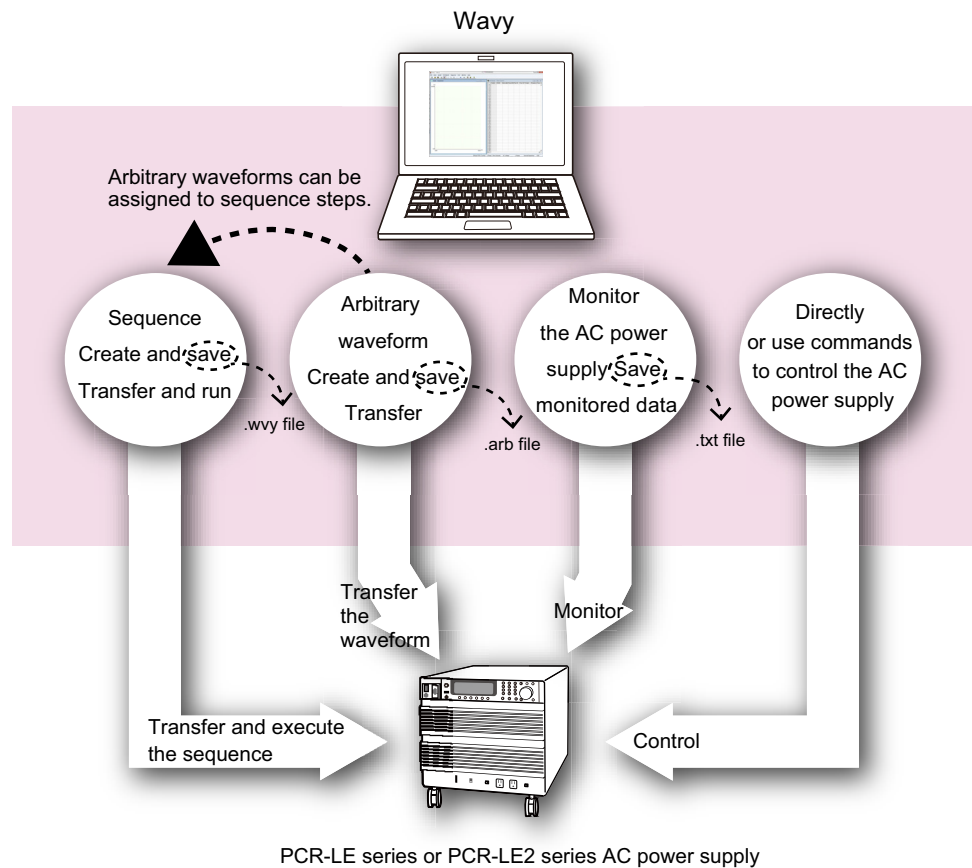 Wavy
Arbitrary waveforms can be
assigned to sequence steps.
Sequence
Create and save
Transfer and run
.wvy file
Arbitrary
waveform
Create and save
Transfer
.arb file
Monitor
the AC power
supply Save
monitored data
.txt file
Directly
or use commands
to control the AC
power supply
Transfer
the
waveform
Monitor
Transfer and execute
the sequence
Control
PCR-LE series or PCR-LE2 series AC power supply